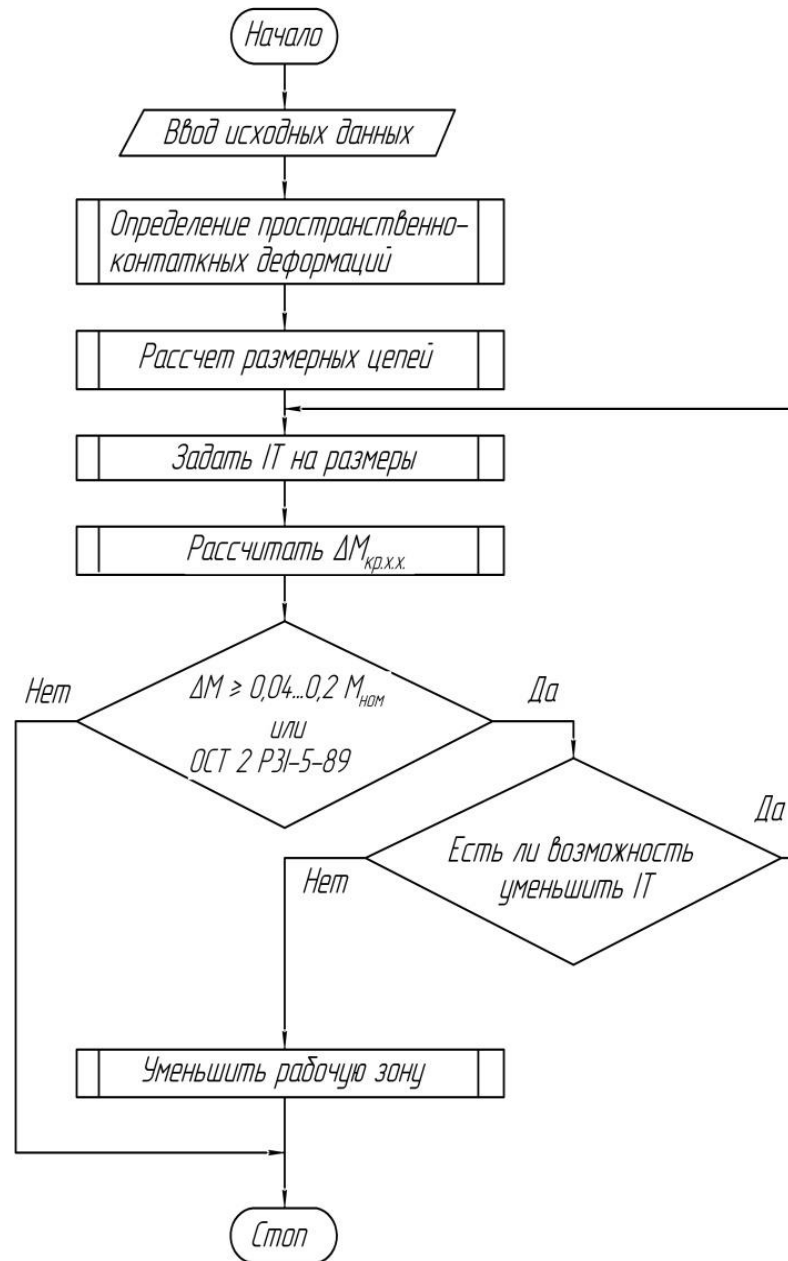 Начало
Ввод исходных данных
Определение пространственно-
контаткных деформаций
Рассчет размерных цепей
Задать IT на размеры
Рассчитать ΔMкр.х.х.
Нет
ΔM ≥ 0,04...0,2 Mном
или
ОСТ 2 РЗІ-5-89
Да
Есть ли возможность
уменьшить IT
Да
Нет
Уменьшить рабочую зону
Стоп